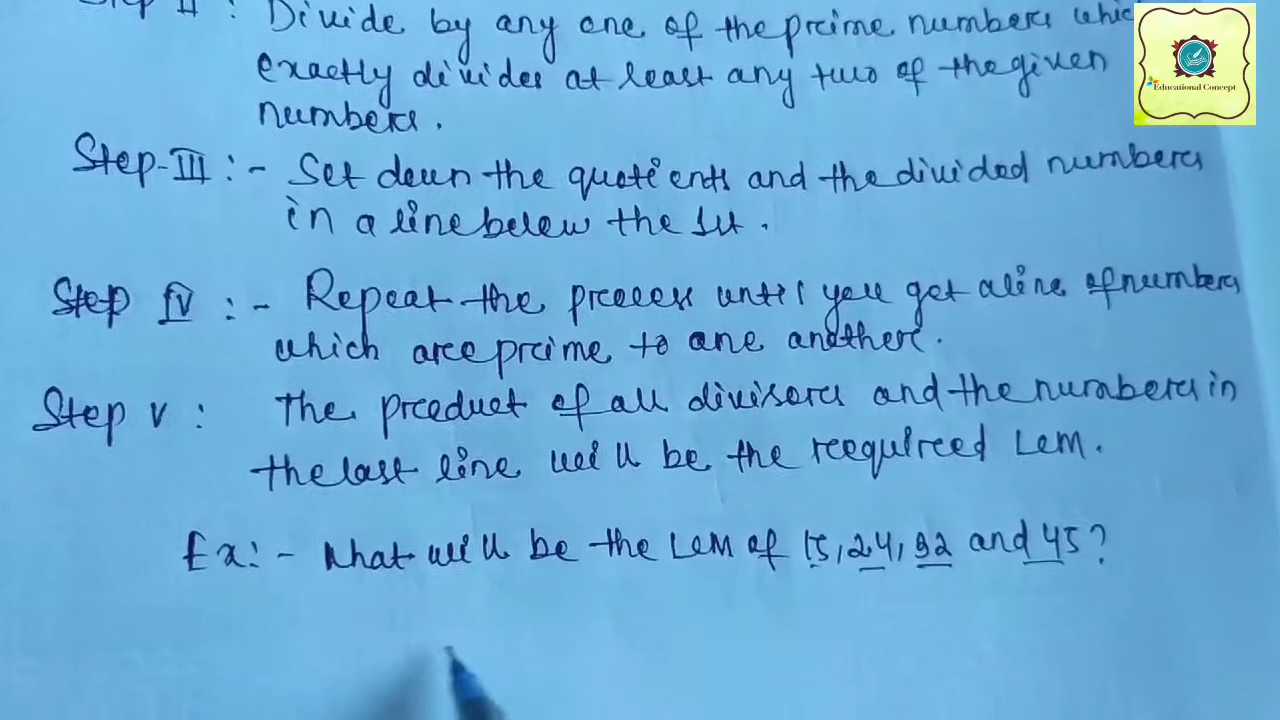 Step II : Divide by any one of the prime numbers which
exactly divides at least any two of the given
numbers.
Step-III :- Set down the quotients and the divided numbers
in a line below the 1st.
Step IV :- Repeat the process until you get a line of numbers
which are prime to one another.
Step V : The product of all divisors and the numbers in
the last line will be the required LCM.
Ex:- What will be the LCM of 15, 24, 32 and 45?
Educational Concept